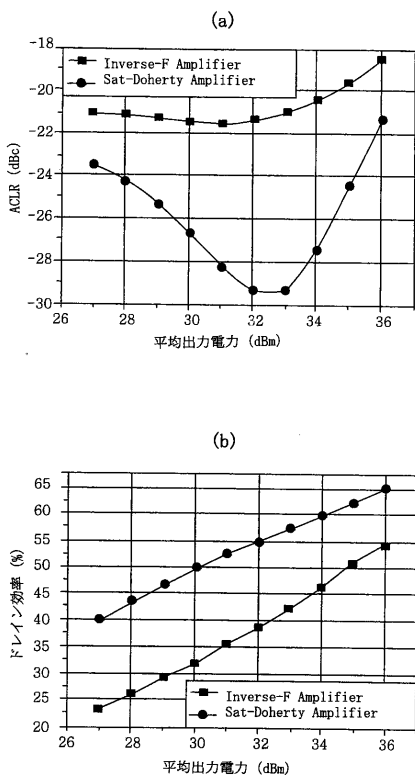 (a)
-18
-20
-22
-24
-26
-28
-30
ACLR (dBc)
Inverse-F Amplifier
Sat-Doherty Amplifier
26 28 30 32 34 36
平均出力電力 (dBm)
(b)
65
60
55
50
45
40
35
30
25
20
ドレイン効率 (%)
Inverse-F Amplifier
Sat-Doherty Amplifier
26 28 30 32 34 36
平均出力電力 (dBm)